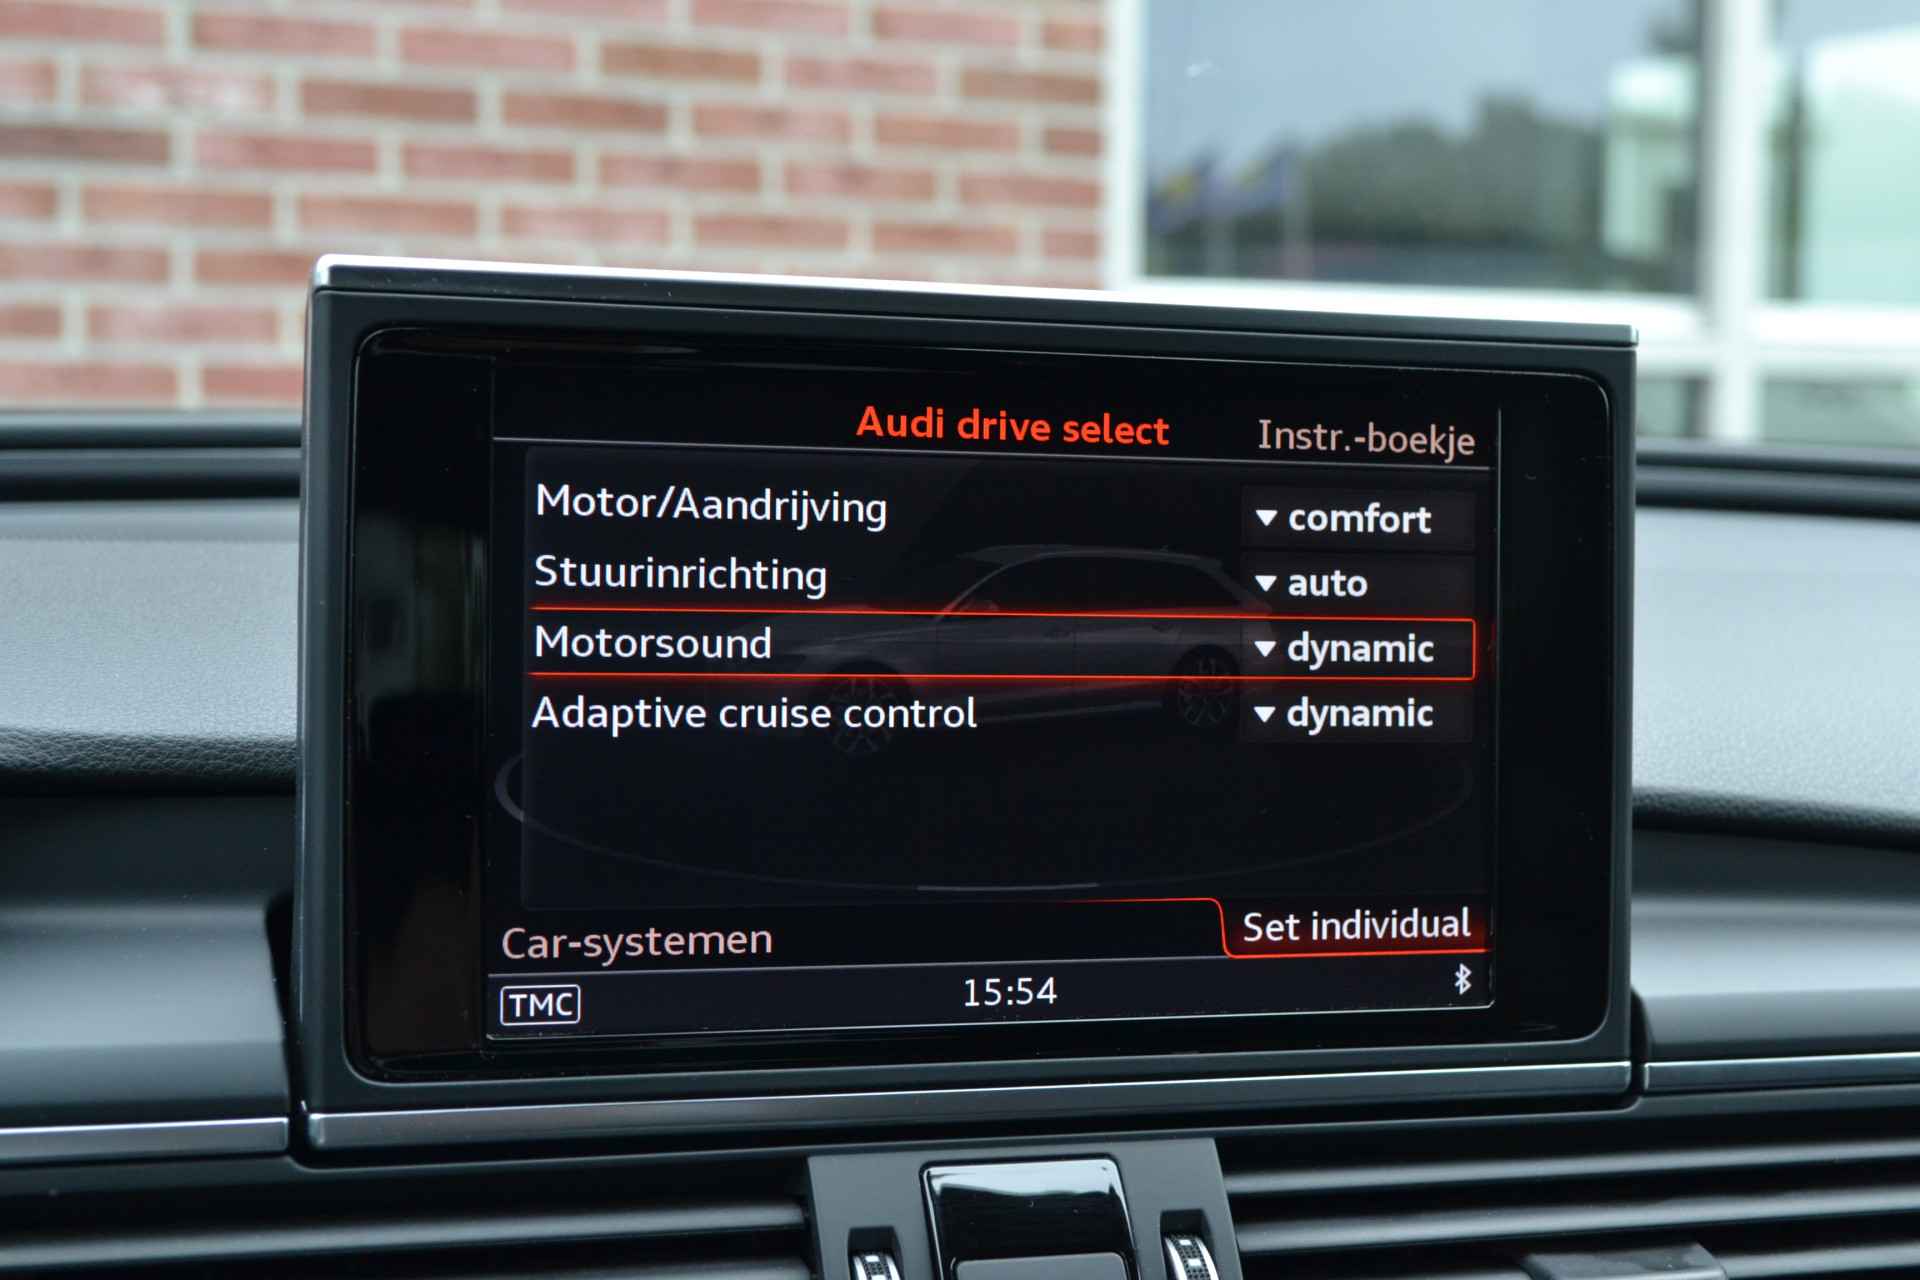 Audi drive select Instr.-boekje
Motor/Aandrijving comfort
Stuurinrichting auto
Motorsound dynamic
Adaptive cruise control dynamic
Car-systemen Set individual
TMC 15:54